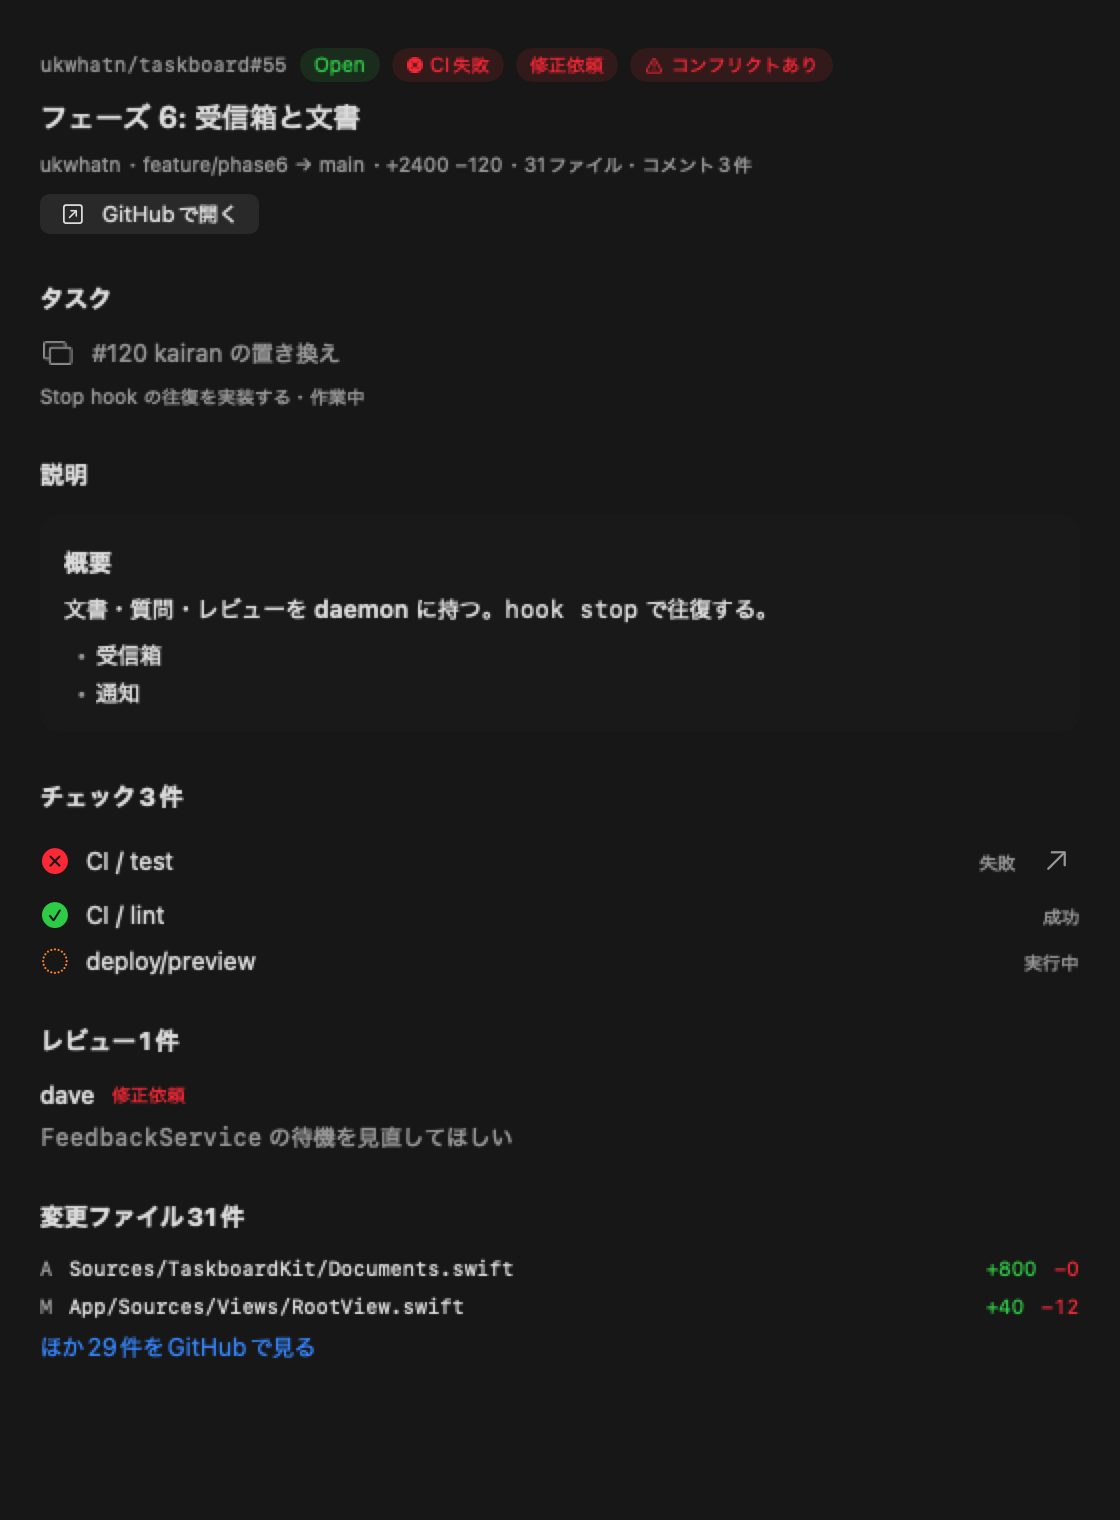 ukwhatn/taskboard#55 Open CI 失敗 修正依頼 コンフリクトあり
フェーズ 6: 受信箱と文書
ukwhatn · feature/phase6 → main · +2400 −120 · 31 ファイル · コメント 3 件
GitHub で開く
タスク
#120 kairan の置き換え
Stop hook の往復を実装する · 作業中
説明
概要
文書・質問・レビューを daemon に持つ。hook stop で往復する。
• 受信箱
• 通知
チェック 3 件
CI / test 失敗
CI / lint 成功
deploy/preview 実行中
レビュー 1 件
dave 修正依頼
FeedbackService の待機を見直してほしい
変更ファイル 31 件
A Sources/TaskboardKit/Documents.swift +800 −0
M App/Sources/Views/RootView.swift +40 −12
ほか 29 件を GitHub で見る